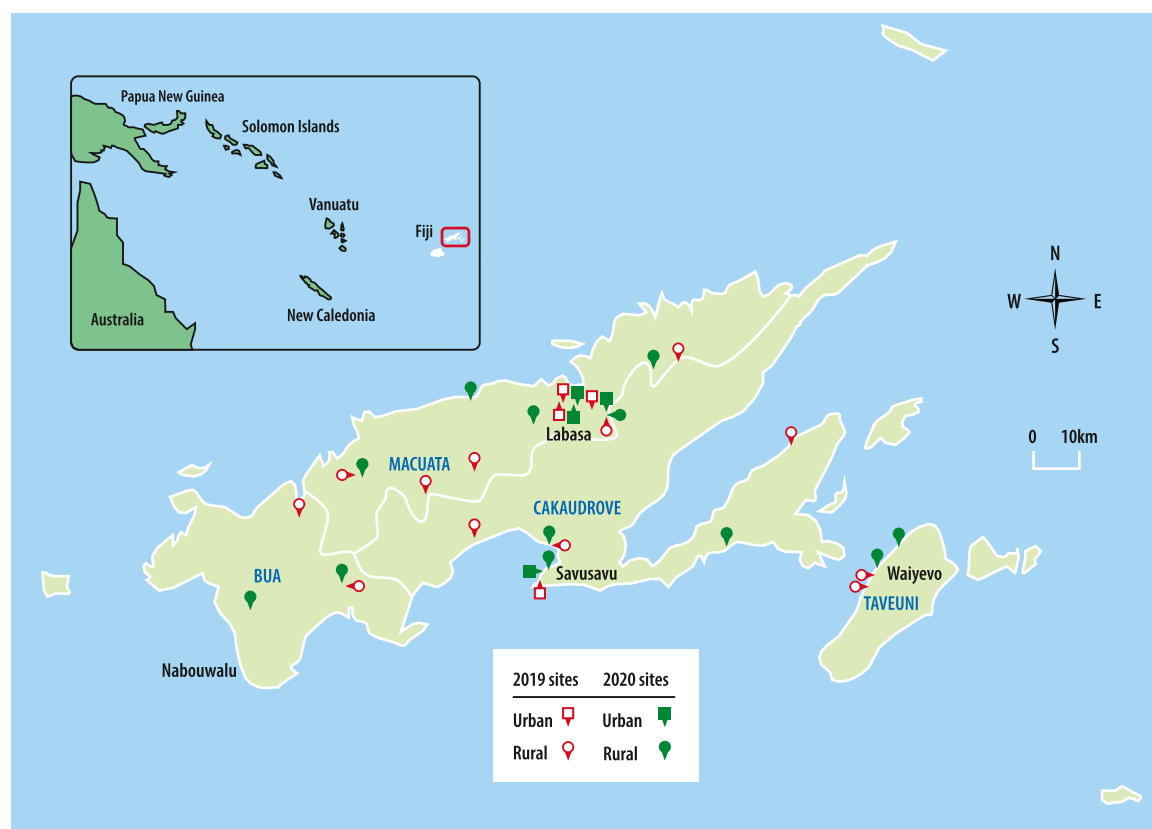 Papua New Guinea
Solomon Islands
Vanuatu
Fiji
New Caledonia
Australia
N
W E
S
0 10km
Labasa
MACUATA
CAKAUDROVE
BUA
Savusavu
Waiyevo
TAVEUNI
Nabouwalu
2019 sites 2020 sites
Urban Urban
Rural Rural